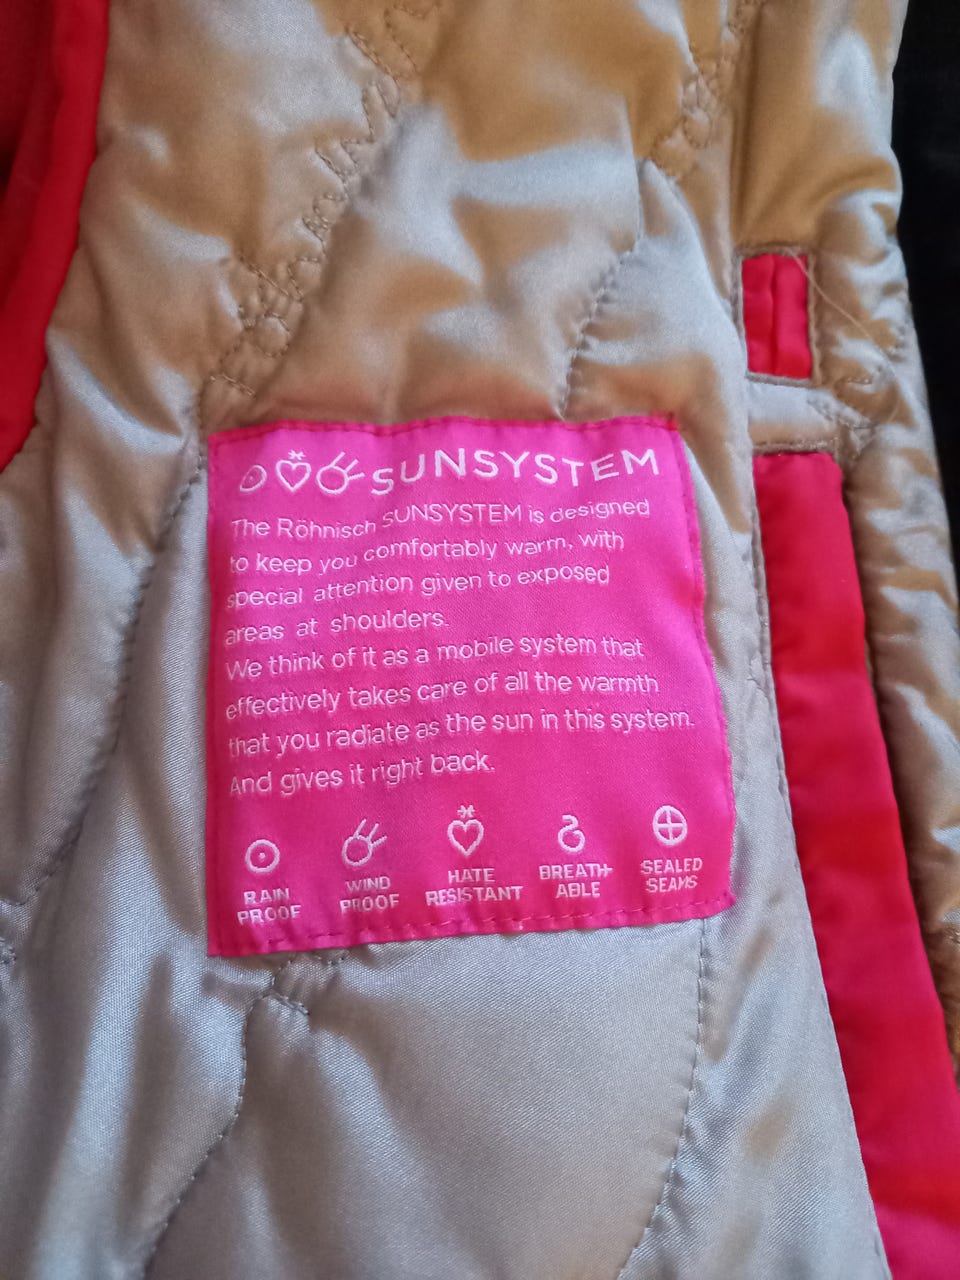 SUNSYSTEM
The Röhnisch SUNSYSTEM is designed
to keep you comfortably warm, with
special attention given to exposed
areas at shoulders.
We think of it as a mobile system that
effectively takes care of all the warmth
that you radiate as the sun in this system.
And gives it right back.
RAIN PROOF
WIND PROOF
HATE RESISTANT
BREATH- ABLE
SEALED SEAMS